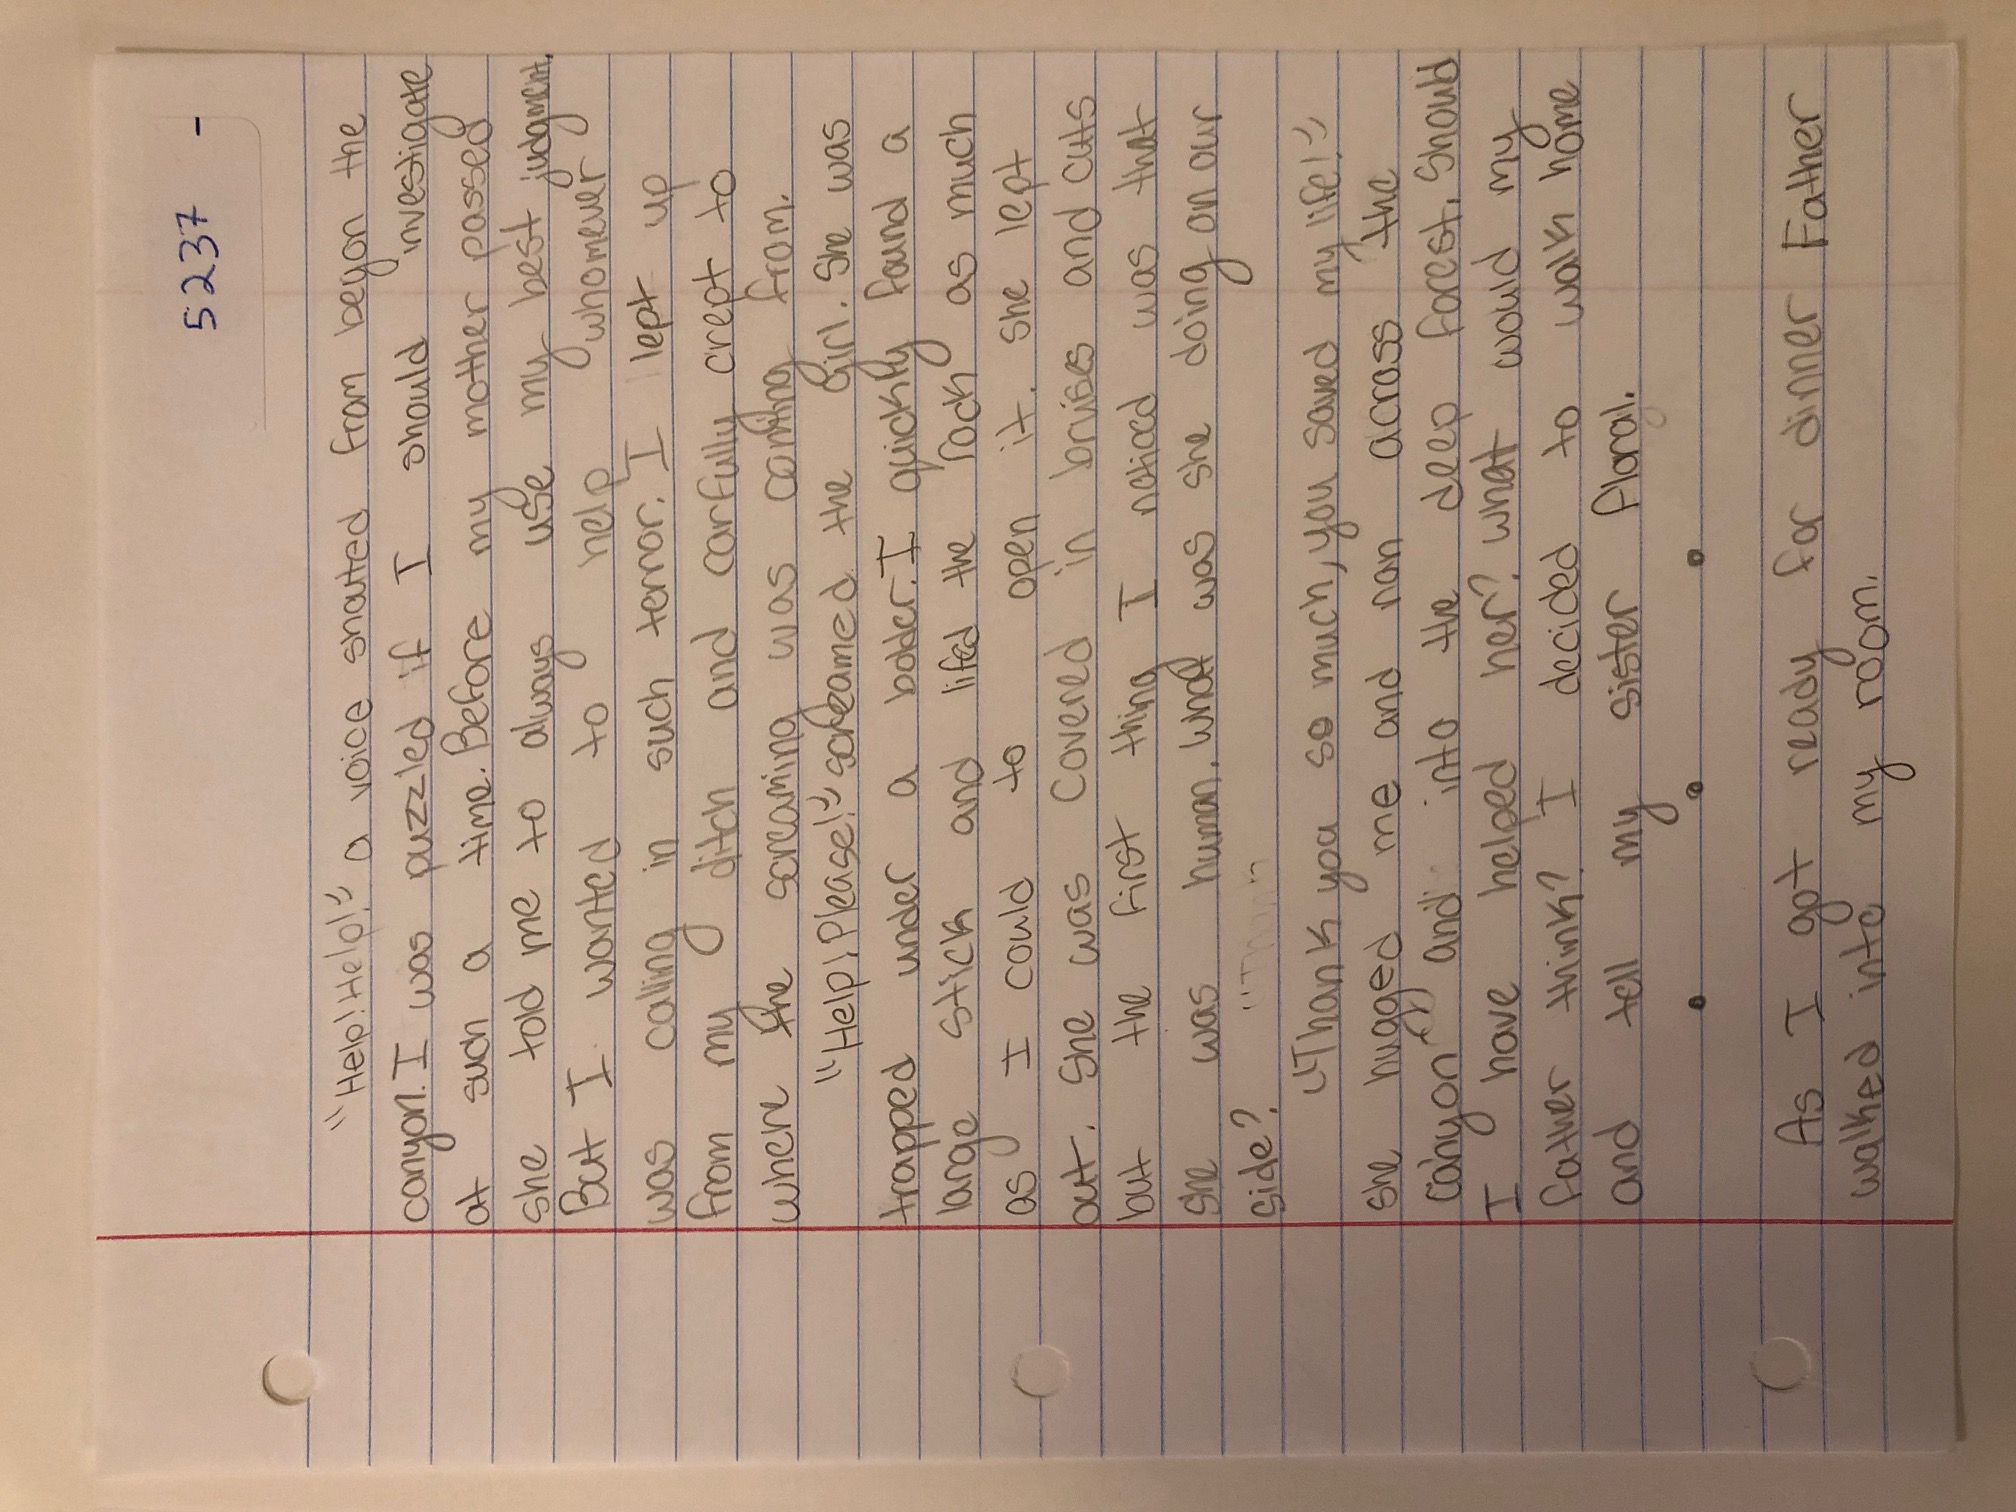 5237 -
"Help! Help!" a voice shouted from beyon the
canyon. I was puzzled if I should investigate
at such a time. Before my mother passed
she told me to always use my best judgment.
But I wanted to help whomever
was calling in such terror. I lept up
from my ditch and carfully crept to
where the screaming was coming from.
"Help! Please!" screamed the girl. She was
trapped under a bolder. I quickly found a
large stick and lifed the rock as much
as I could to open it. She lept
out. She was covered in bruises and cuts
but the first thing I noticed was that
she was human. What was she doing on our
side?
"Thank you so much, you saved my life!"
she hugged me and ran across the
canyon and into the deep forest. Should
I have helped her? What would my
father think? I decided to walk home
and tell my sister Floral.
• • •
As I got ready for dinner Father
walked into my room.